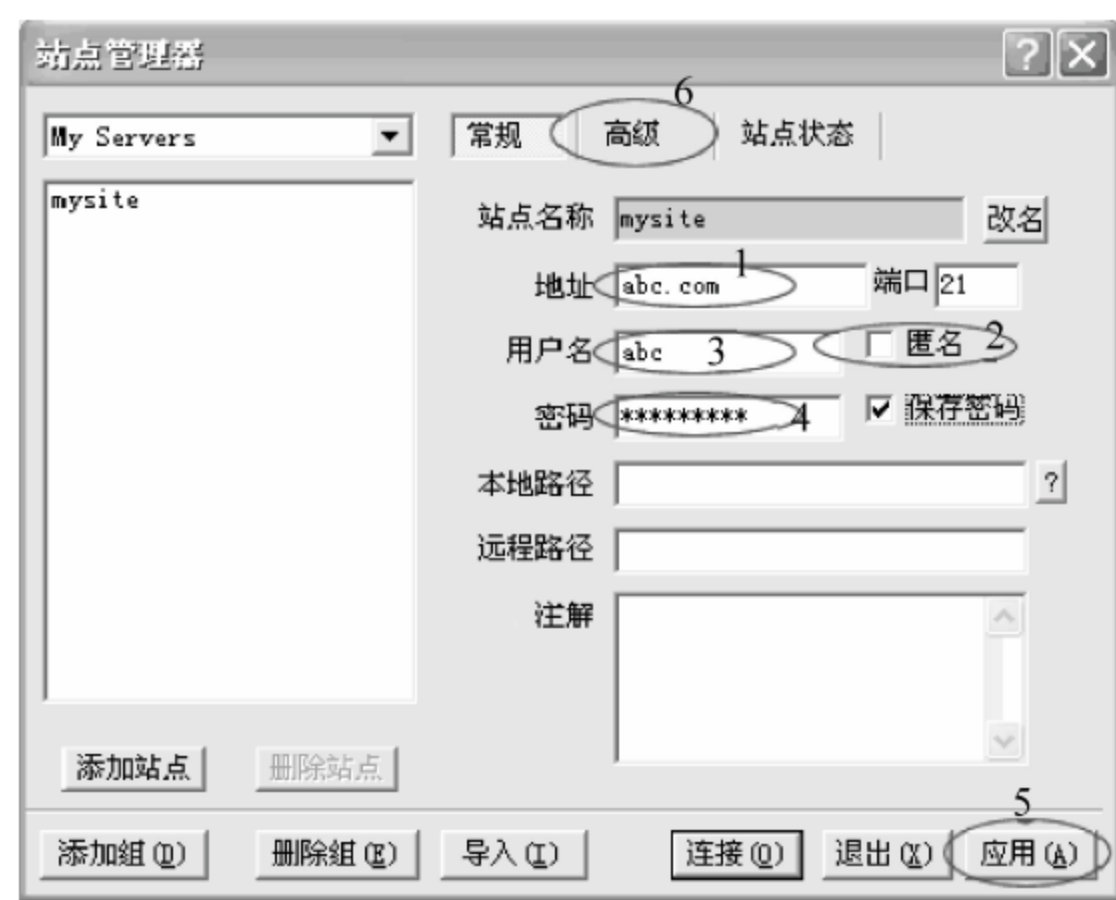 站点管理器
My Servers
常规 高级 站点状态
6
mysite
站点名称 mysite 改名
地址 abc.com 1 端口 21
用户名 abc 3 匿名 2
密码 ********* 4 保存密码
本地路径 ?
远程路径
注解
添加站点 删除站点
5
添加组(D) 删除组(E) 导入(I) 连接(O) 退出(X) 应用(A)